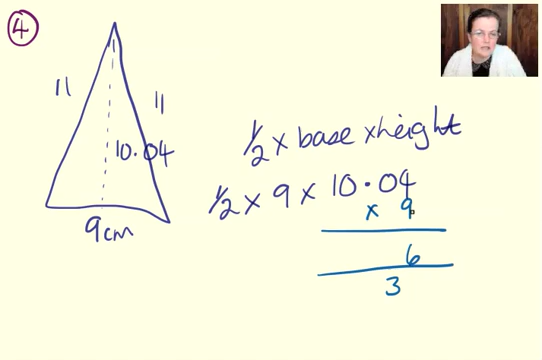 4
11
11
10.04
9cm
1/2 x base x height
1/2 x 9 x 10.04
x 9
6
3